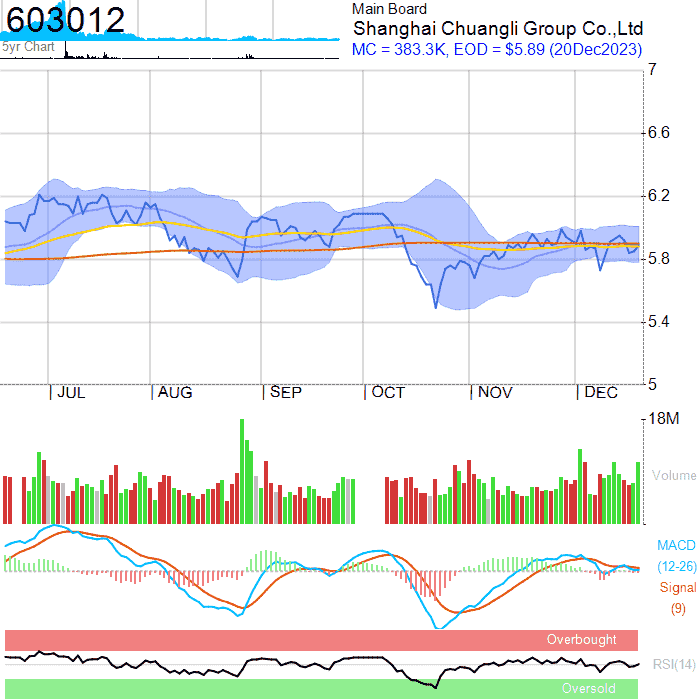 603012
5yr Chart
Main Board
Shanghai Chuangli Group Co.,Ltd
MC = 383.3K, EOD = $5.89 (20Dec2023)
7
6.6
6.2
5.8
5.4
5
JUL AUG SEP OCT NOV DEC
18M
Volume
MACD
(12-26)
Signal
(9)
Overbought
RSI(14)
Oversold